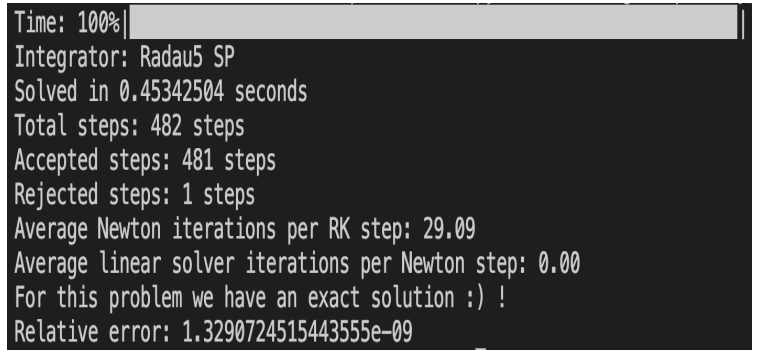 Time: 100%| |
Integrator: Radau5 SP
Solved in 0.45342504 seconds
Total steps: 482 steps
Accepted steps: 481 steps
Rejected steps: 1 steps
Average Newton iterations per RK step: 29.09
Average linear solver iterations per Newton step: 0.00
For this problem we have an exact solution :) !
Relative error: 1.3290724515443555e-09